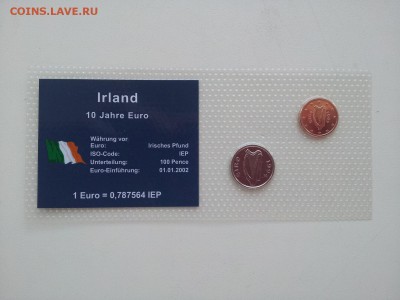 COINS.LAVE.RU
Irland
10 Jahre Euro
Währung vor
Euro: Irisches Pfund
ISO-Code: IEP
Unterteilung: 100 Pence
Euro-Einführung: 01.01.2002
1 Euro = 0,787564 IEP